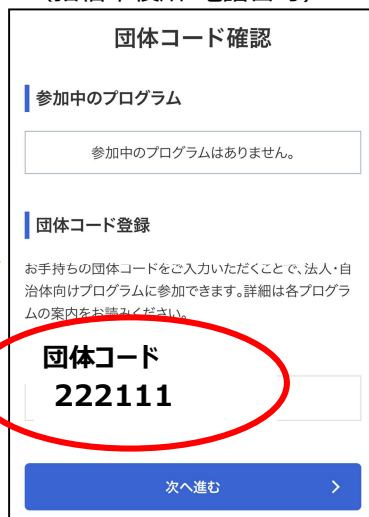 団体コード確認
参加中のプログラム
参加中のプログラムはありません。
団体コード登録
お手持ちの団体コードをご入力いただくことで、法人・自
治体向けプログラムに参加できます。詳細は各プログラ
ムの案内をお読みください。
団体コード
222111
次へ進む